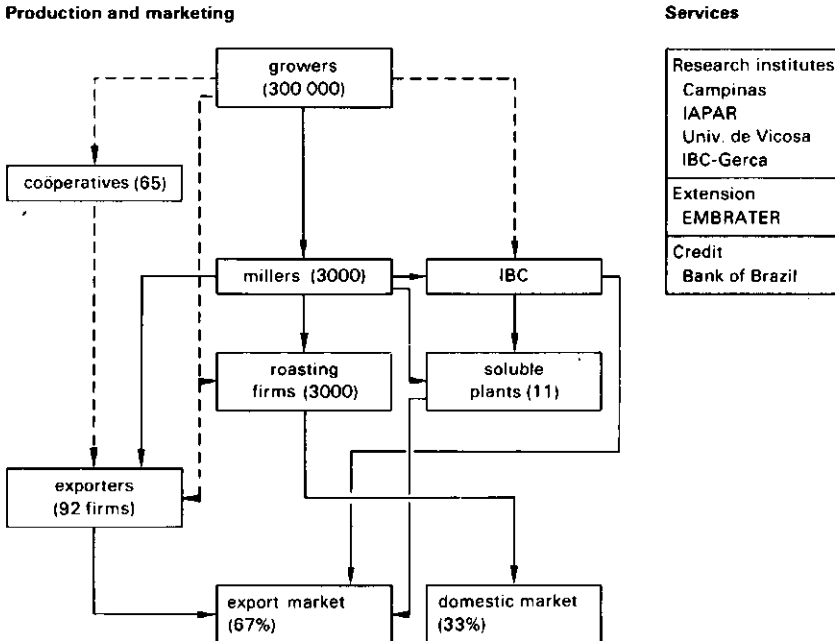 Production and marketing
Services
growers
(300 000)
Research institutes
Campinas
IAPAR
Univ. de Vicosa
IBC-Gerca
coöperatives (65)
Extension
EMBRATER
millers (3000)
IBC
Credit
Bank of Brazil
roasting
firms (3000)
soluble
plants (11)
exporters
(92 firms)
export market
(67%)
domestic market
(33%)